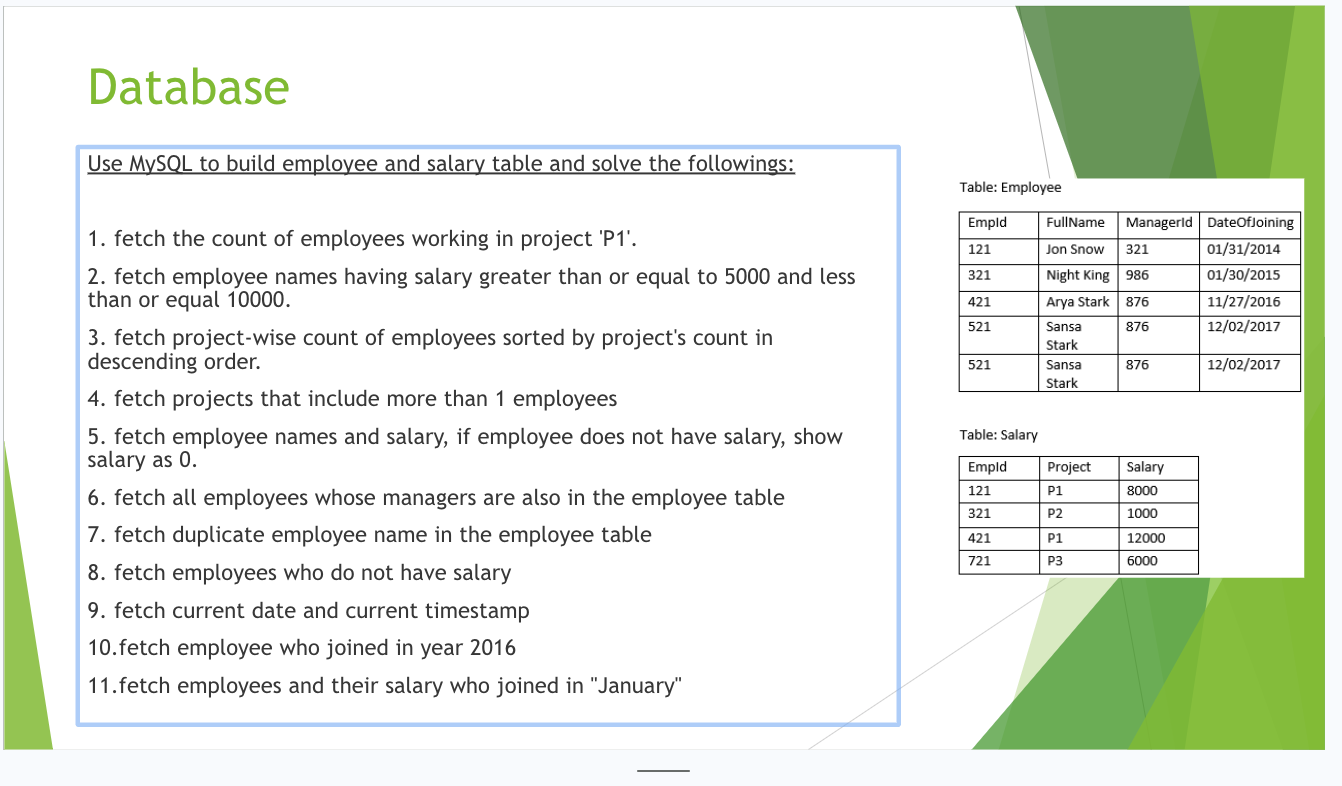 Database
Use MySQL to build employee and salary table and solve the followings:
1. fetch the count of employees working in project 'P1'.
2. fetch employee names having salary greater than or equal to 5000 and less
than or equal 10000.
3. fetch project-wise count of employees sorted by project's count in
descending order.
4. fetch projects that include more than 1 employees
5. fetch employee names and salary, if employee does not have salary, show
salary as 0.
6. fetch all employees whose managers are also in the employee table
7. fetch duplicate employee name in the employee table
8. fetch employees who do not have salary
9. fetch current date and current timestamp
10.fetch employee who joined in year 2016
11.fetch employees and their salary who joined in "January"
Table: Employee
EmpId FullName ManagerId DateOfJoining
121 Jon Snow 321 01/31/2014
321 Night King 986 01/30/2015
421 Arya Stark 876 11/27/2016
521 Sansa 876 12/02/2017
Stark
521 Sansa 876 12/02/2017
Stark
Table: Salary
EmpId Project Salary
121 P1 8000
321 P2 1000
421 P1 12000
721 P3 6000